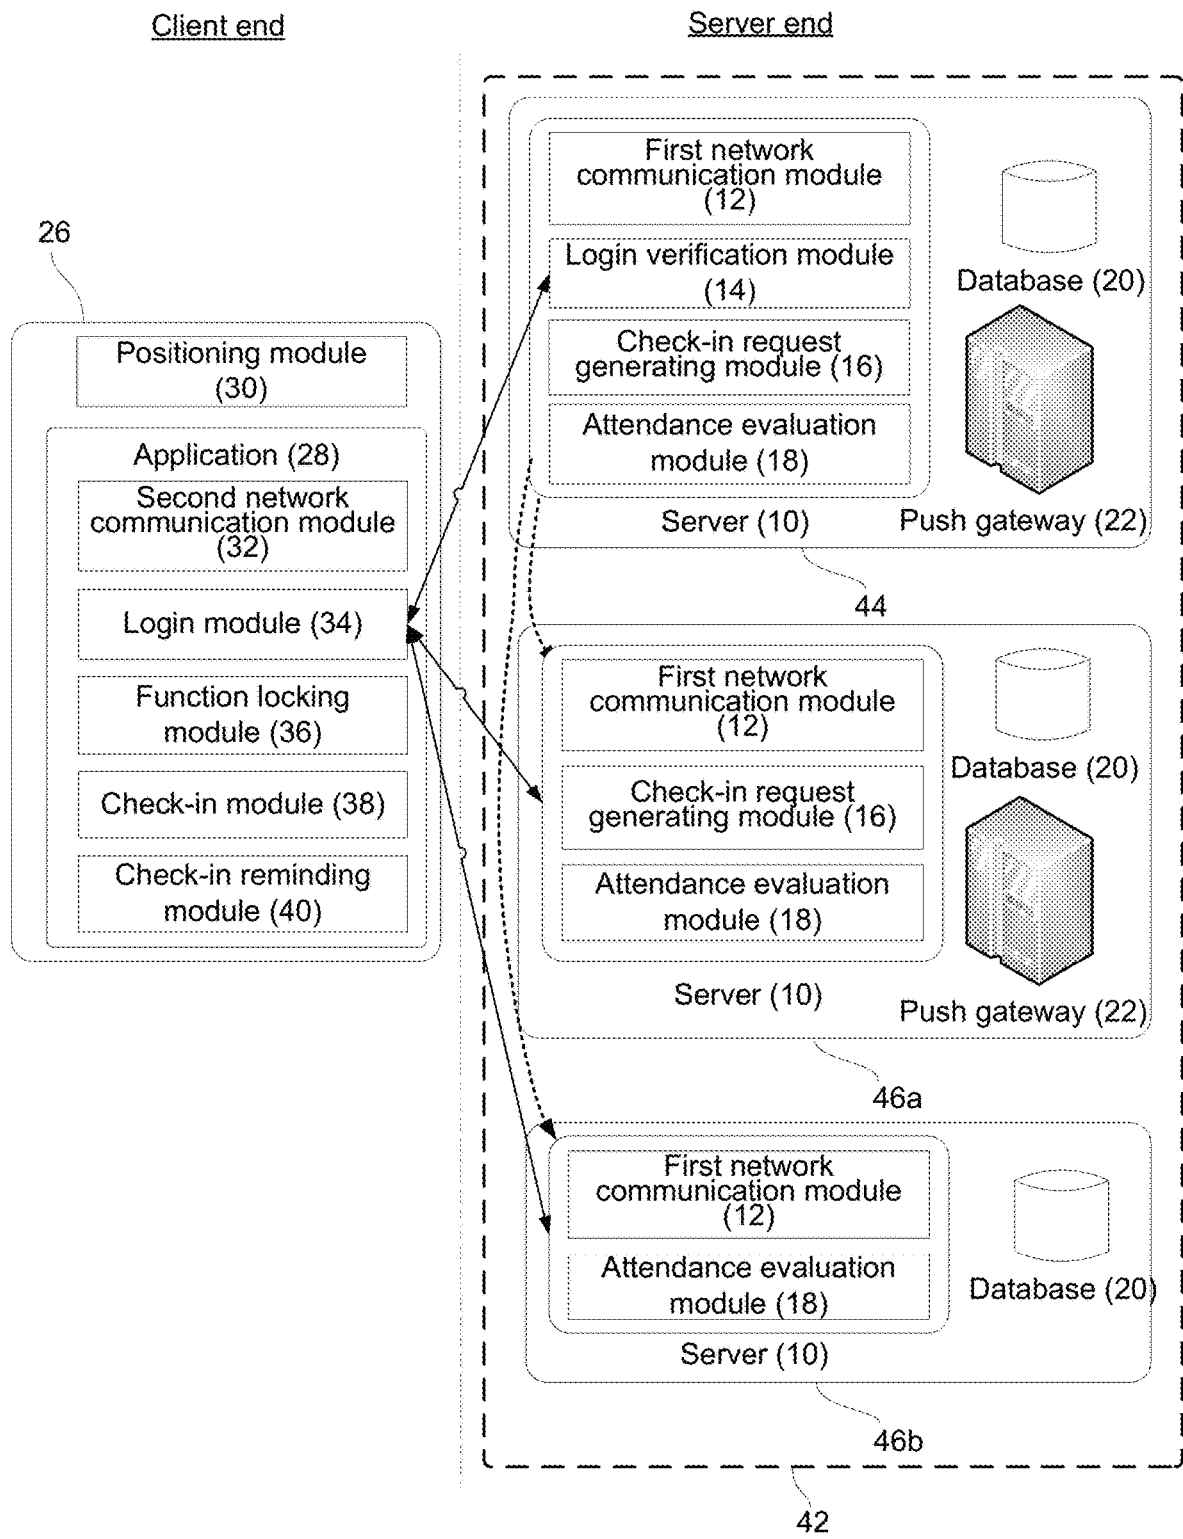 Client end
26
Positioning module
(30)
Application (28)
Second network
communication module
(32)
Login module (34)
Function locking
module (36)
Check-in module (38)
Check-in reminding
module (40)
Server end
First network
communication module
(12)
Login verification module
(14)
Check-in request
generating module (16)
Attendance evaluation
module (18)
Server (10)
Database (20)
Push gateway (22)
44
First network
communication module
(12)
Check-in request
generating module (16)
Attendance evaluation
module (18)
Server (10)
Database (20)
Push gateway (22)
46a
First network
communication module
(12)
Attendance evaluation
module (18)
Server (10)
Database (20)
46b
42